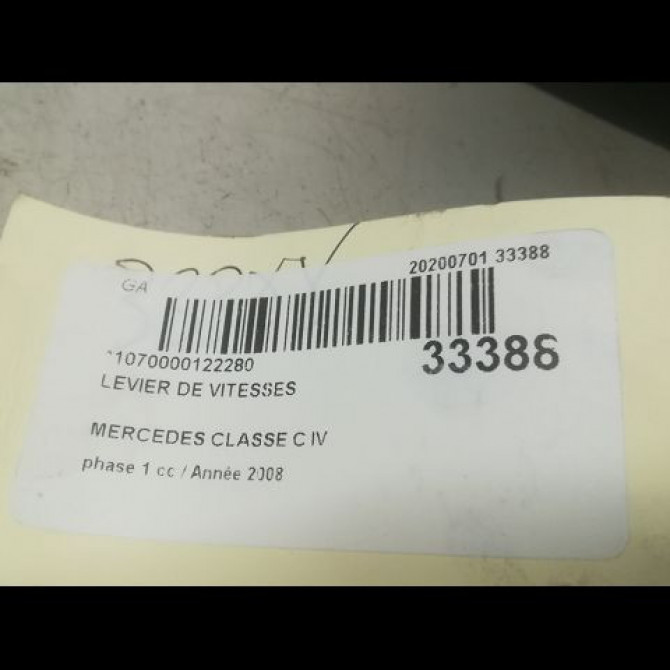 20200701 33388
GA
1070000122280
33388
LEVIER DE VITESSES
MERCEDES CLASSE C IV
phase 1 cc / Année 2008